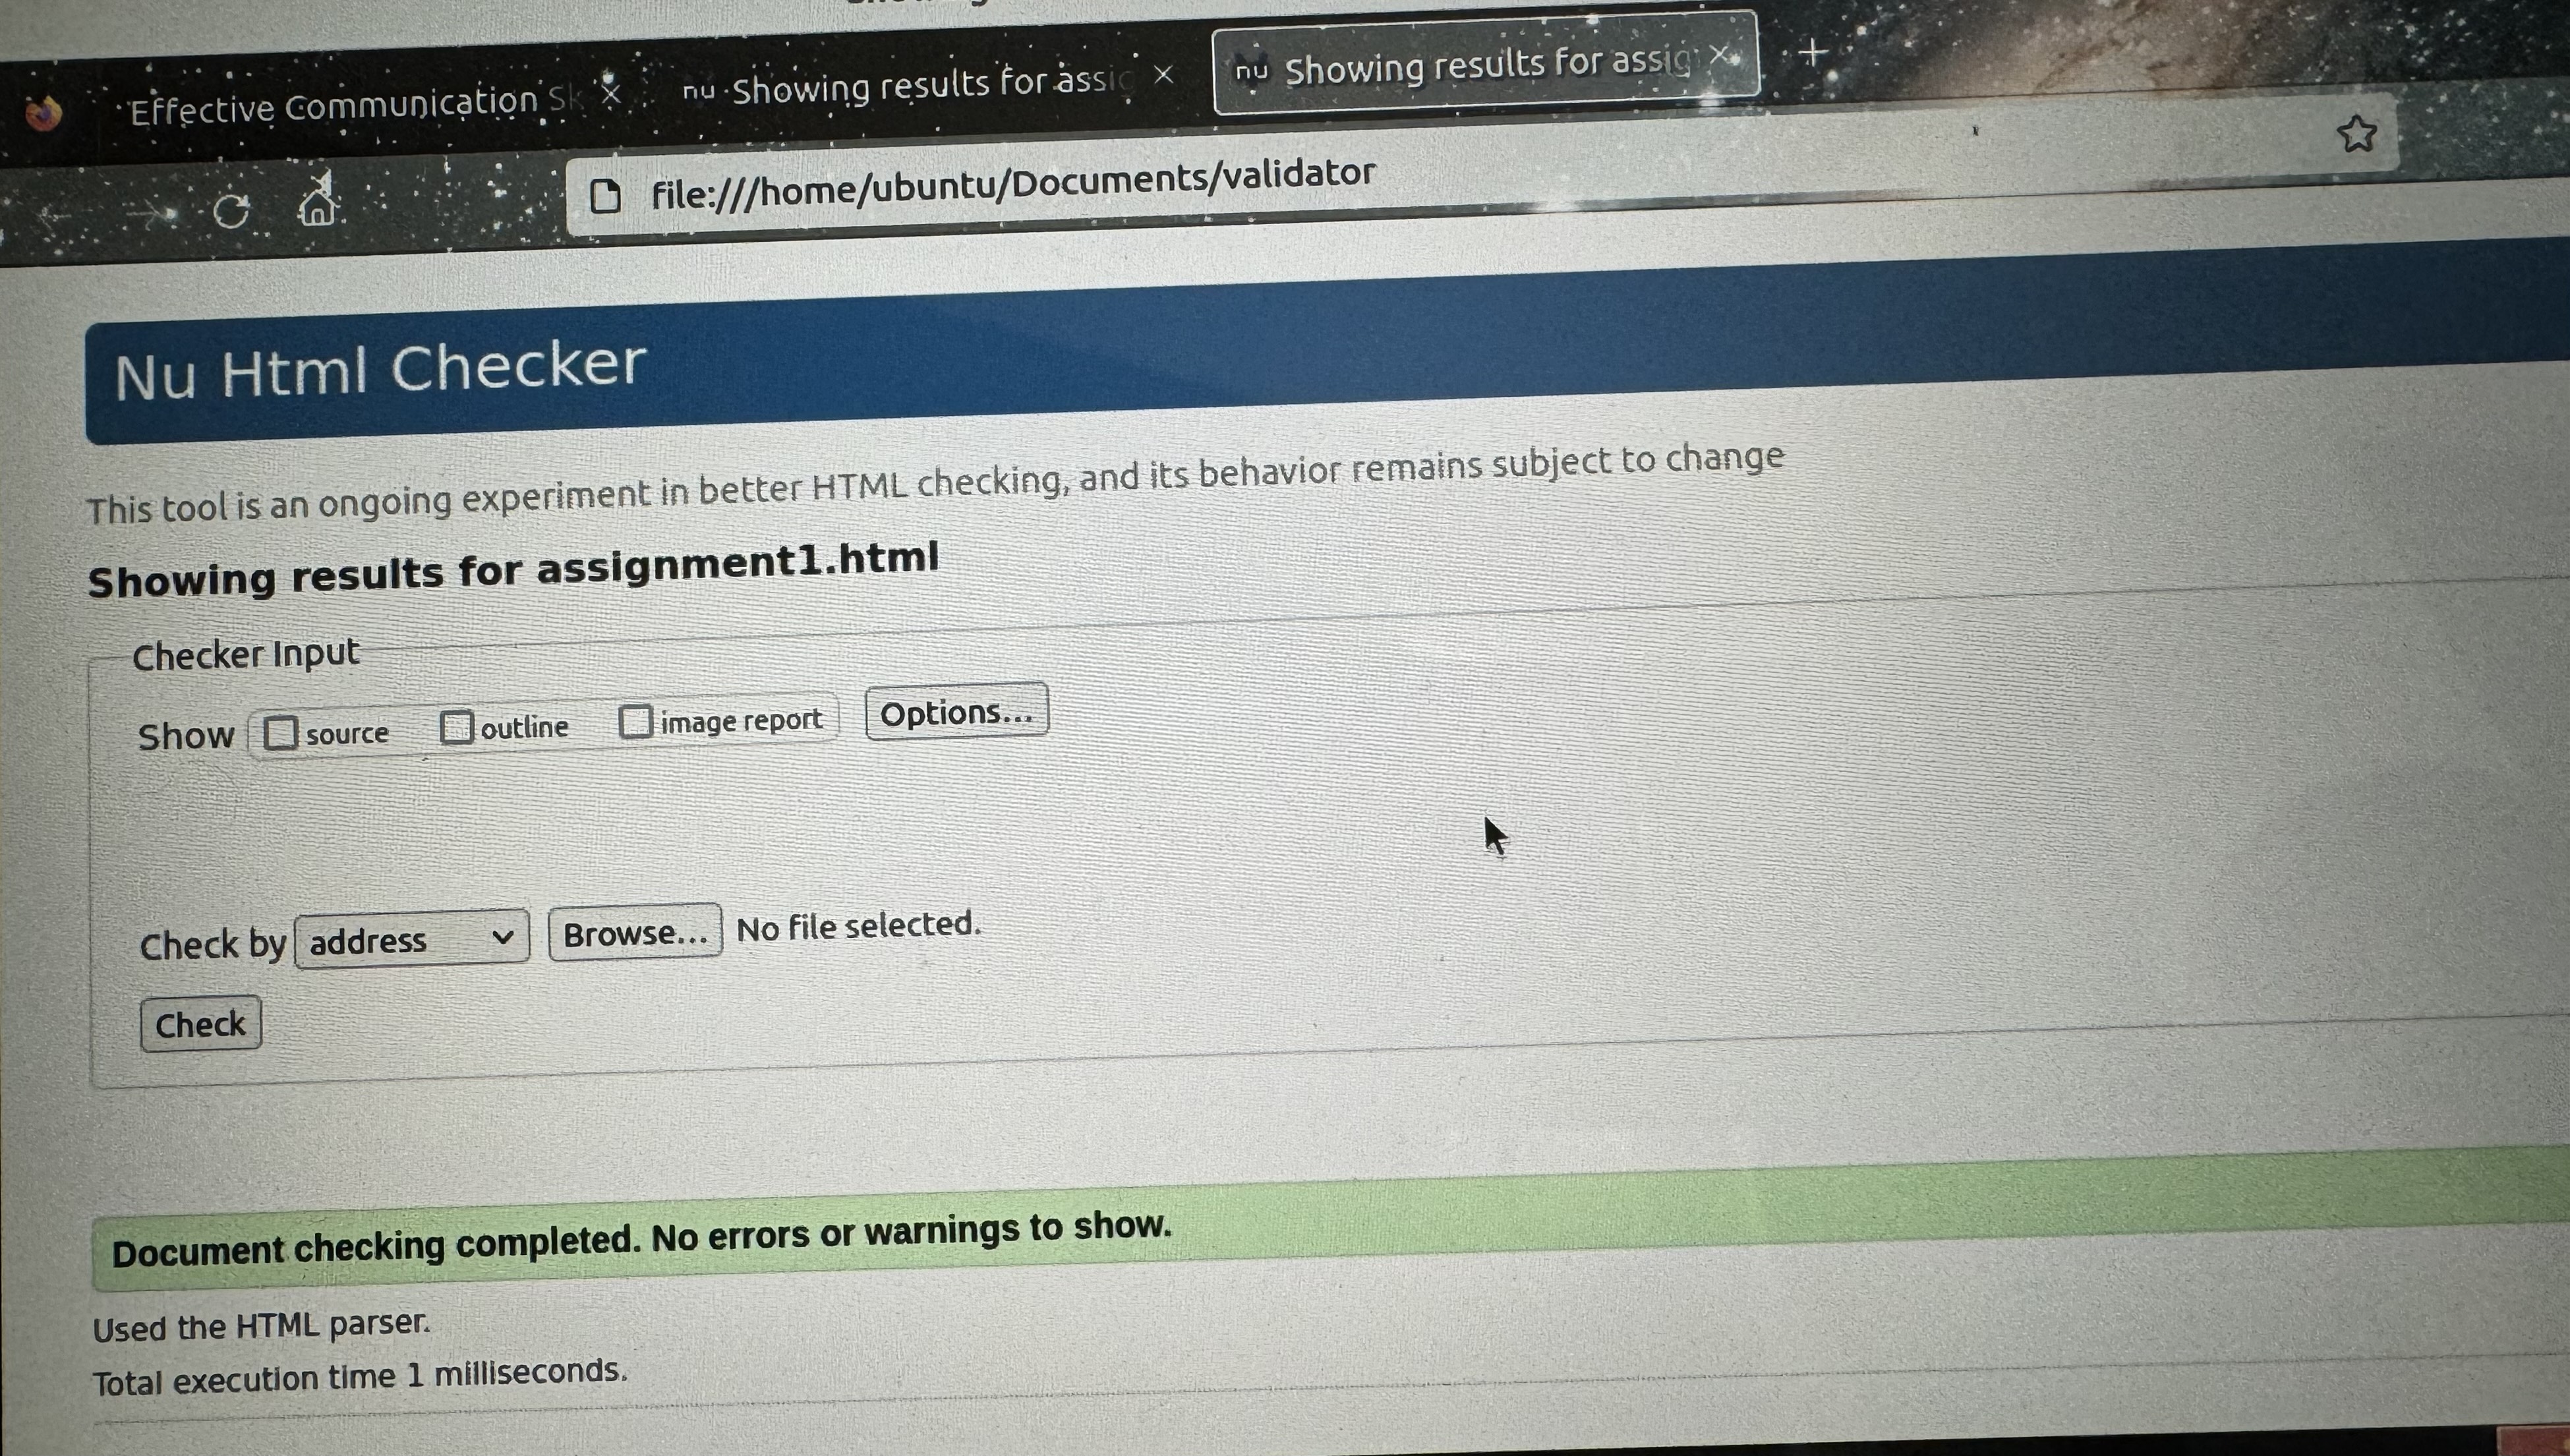 Effective Communication Sk
nu Showing results for assig
nu Showing results for assig
file:///home/ubuntu/Documents/validator
Nu Html Checker
This tool is an ongoing experiment in better HTML checking, and its behavior remains subject to change
Showing results for assignment1.html
Checker Input
Show source outline image report Options...
Check by address Browse... No file selected.
Check
Document checking completed. No errors or warnings to show.
Used the HTML parser.
Total execution time 1 milliseconds.